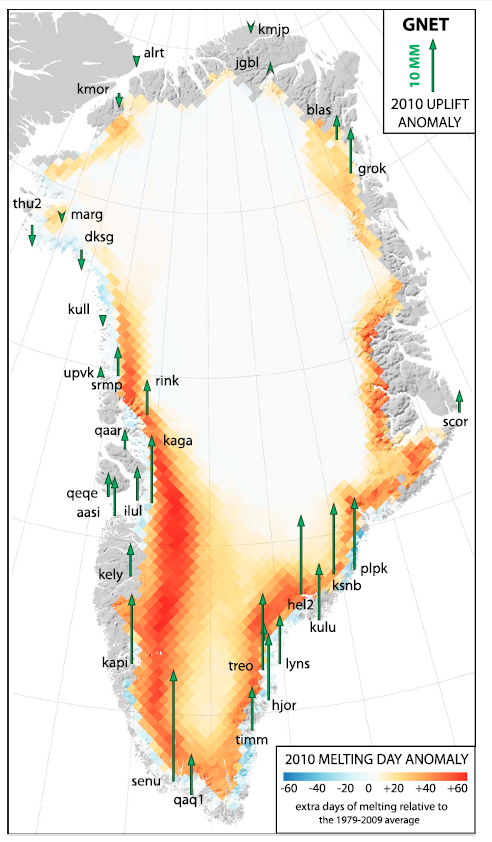 GNET
10 MM
2010 UPLIFT
ANOMALY
kmjp
alrt
jgbl
kmor
blas
grok
thu2
marg
dksg
kull
upvk
srmp
rink
scor
qaar
kaga
qeqe
aasi
ilul
plpk
ksnb
kely
hel2
kulu
kapi
treo
lyns
hjor
timm
senu
qaq1
2010 MELTING DAY ANOMALY
-60 -40 -20 0 +20 +40 +60
extra days of melting relative to
the 1979-2009 average